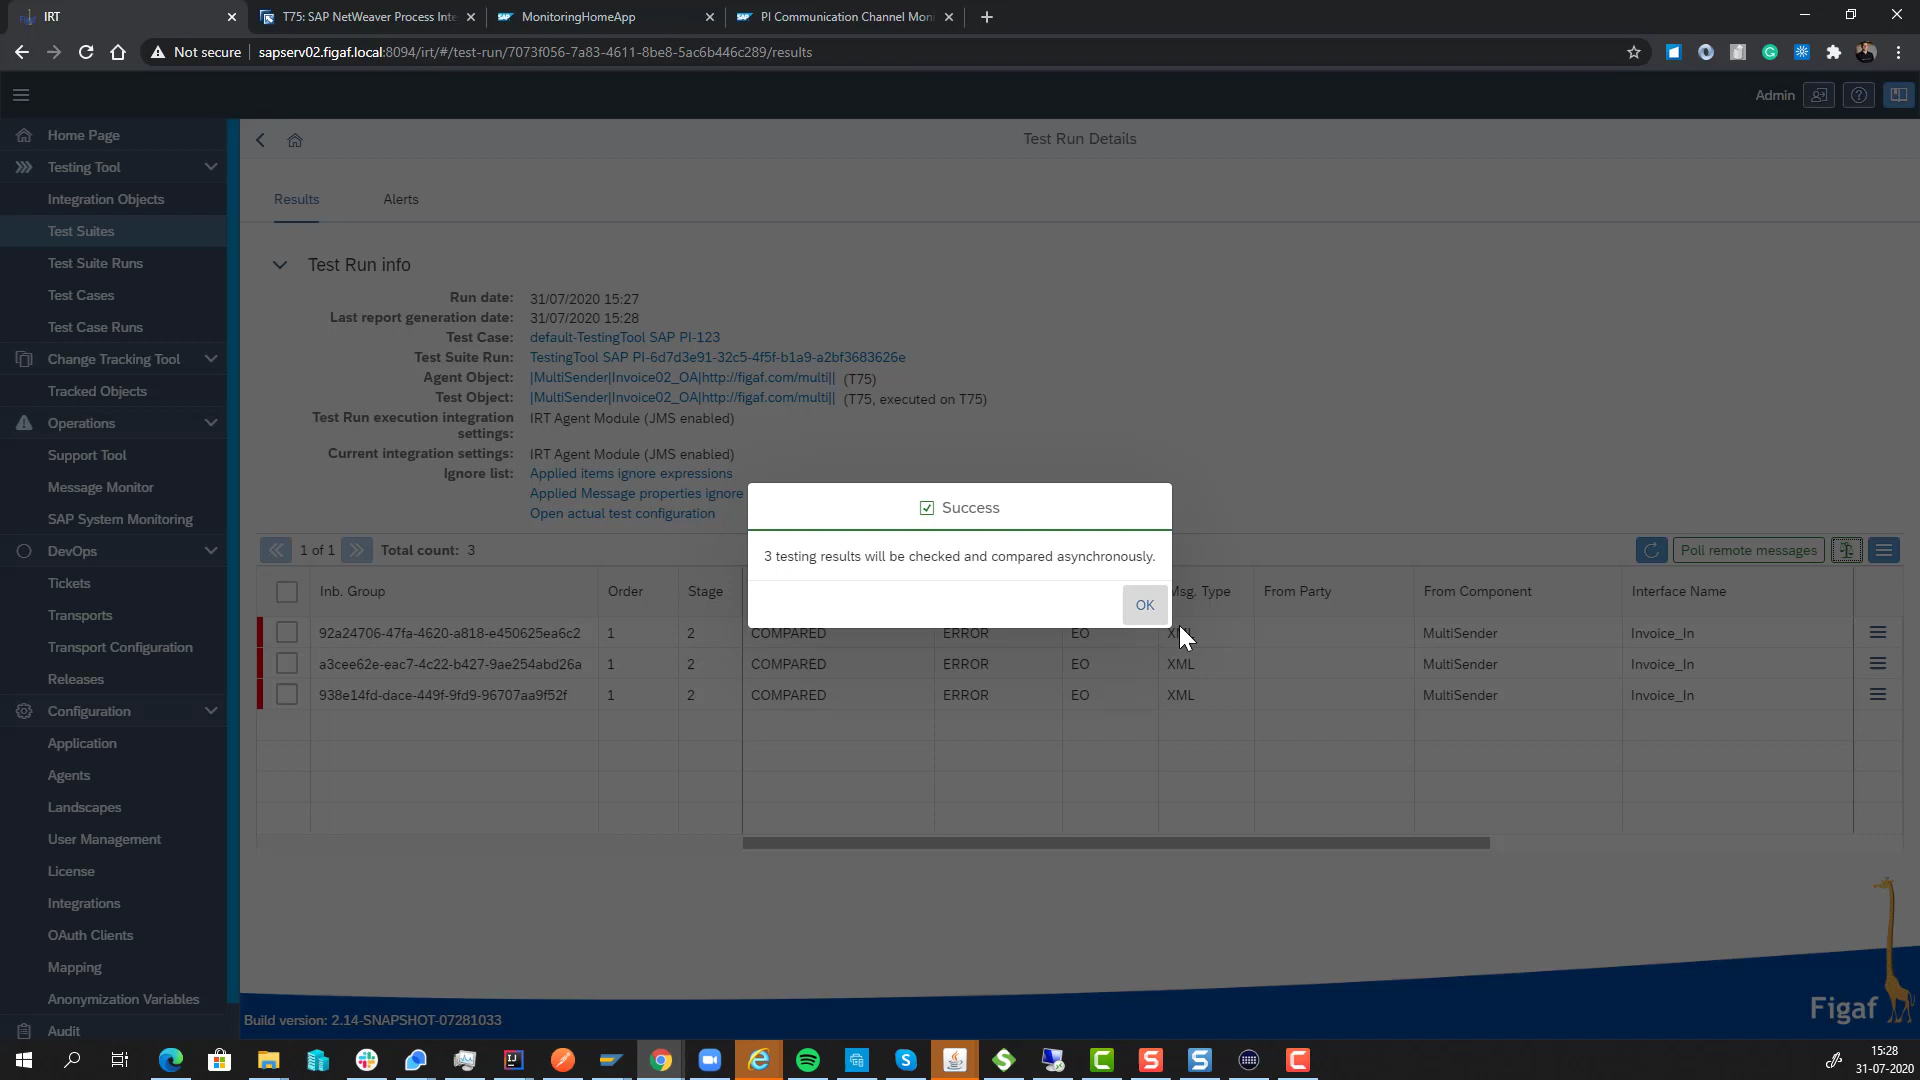 IRT
T75: SAP NetWeaver Process Inte
MonitoringHomeApp
PI Communication Channel Moni
Not secure
sapserv02.figaf.local:8094/irt/#/test-run/7073f056-7a83-4611-8be8-5ac6b446c289/results
Admin
Home Page
Testing Tool
Integration Objects
Test Suites
Test Suite Runs
Test Cases
Test Case Runs
Change Tracking Tool
Tracked Objects
Operations
Support Tool
Message Monitor
SAP System Monitoring
DevOps
Tickets
Transports
Transport Configuration
Releases
Configuration
Application
Agents
Landscapes
User Management
License
Integrations
OAuth Clients
Mapping
Anonymization Variables
Audit
Test Run Details
Results
Alerts
Test Run info
Run date: 31/07/2020 15:27
Last report generation date: 31/07/2020 15:28
Test Case: default-TestingTool SAP PI-123
Test Suite Run: TestingTool SAP PI-6d7d3e91-32c5-4f5f-b1a9-a2bf3683626e
Agent Object: |MultiSender|Invoice02_OA|http://figaf.com/multi|| (T75)
Test Object: |MultiSender|Invoice02_OA|http://figaf.com/multi|| (T75, executed on T75)
Test Run execution integration settings: IRT Agent Module (JMS enabled)
Current integration settings: IRT Agent Module (JMS enabled)
Ignore list: Applied items ignore expressions
Applied Message properties ignore
Open actual test configuration
Success
3 testing results will be checked and compared asynchronously.
OK
1 of 1
Total count: 3
Poll remote messages
Inb. Group Order Stage Msg. Type From Party From Component Interface Name
92a24706-47fa-4620-a818-e450625ea6c2 1 2 COMPARED ERROR EO MultiSender Invoice_In
a3cee62e-eac7-4c22-b427-9ae254abd26a 1 2 COMPARED ERROR EO XML MultiSender Invoice_In
938e14fd-dace-449f-9fd9-96707aa9f52f 1 2 COMPARED ERROR EO XML MultiSender Invoice_In
Figaf
Build version: 2.14-SNAPSHOT-07281033
15:28
31-07-2020